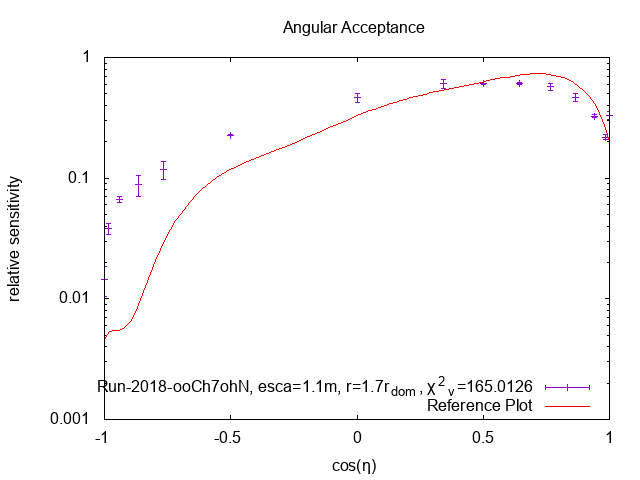 Angular Acceptance
relative sensitivity
1
0.1
0.01
0.001
Run-2018-ooCh7ohN, esca=1.1m, r=1.7r_dom, χ²_ν=165.0126
Reference Plot
-1 -0.5 0 0.5 1
cos(η)